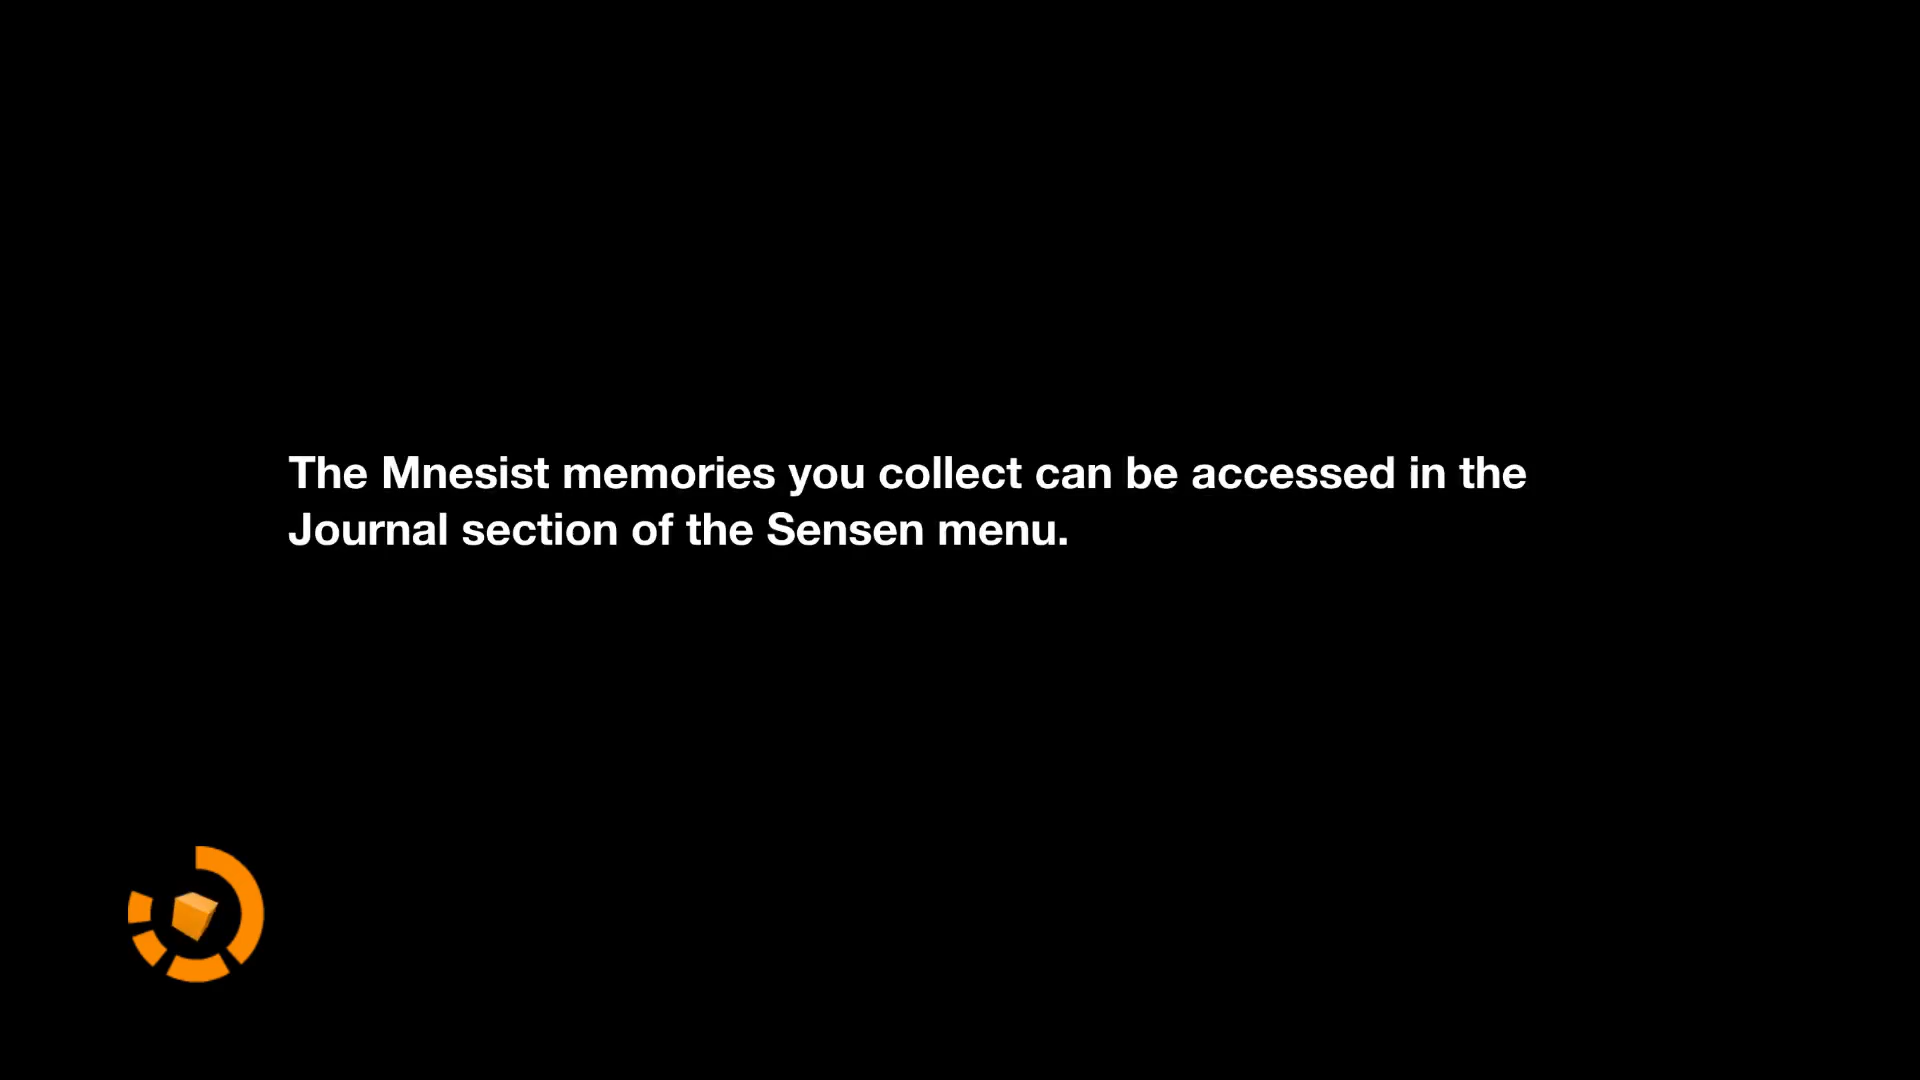 The Mnesist memories you collect can be accessed in the
Journal section of the Sensen menu.